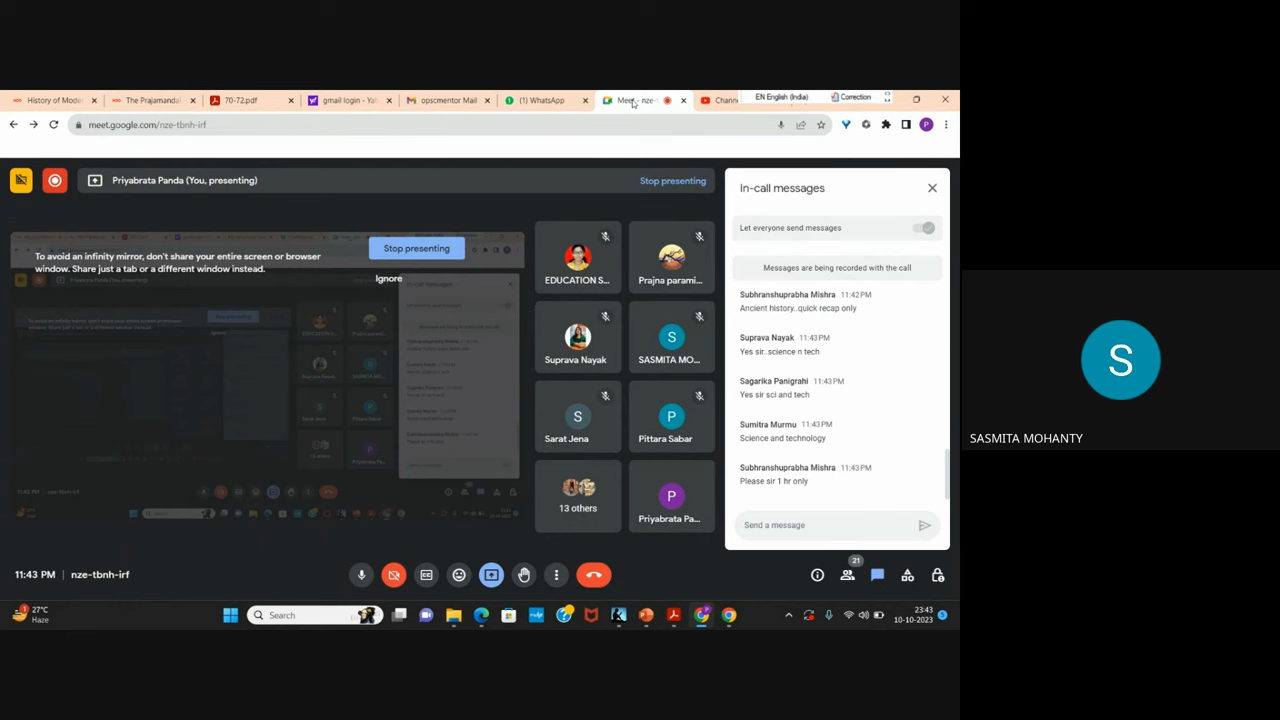 History of Mode
The Prajamandal
70-72.pdf
gmail login - Yah
opscmentor Mail
(1) WhatsApp
Meet - nze-
Chann
EN English (India)
Correction
meet.google.com/nze-tbnh-irf
P
Priyabrata Panda (You, presenting)
Stop presenting
In-call messages
Let everyone send messages
Messages are being recorded with the call
To avoid an infinity mirror, don't share your entire screen or browser
window. Share just a tab or a different window instead.
Stop presenting
Ignore
EDUCATION S...
Prajna parami...
Suprava Nayak
S
SASMITA MO...
S
Sarat Jena
P
Pittara Sabar
13 others
P
Priyabrata Pa...
Subhranshuprabha Mishra 11:42 PM
Ancient history..quick recap only
Suprava Nayak 11:43 PM
Yes sir..science n tech
Sagarika Panigrahi 11:43 PM
Yes sir sci and tech
Sumitra Murmu 11:43 PM
Science and technology
Subhranshuprabha Mishra 11:43 PM
Please sir 1 hr only
Send a message
11:43 PM | nze-tbnh-irf
21
27°C
Haze
Search
23:43
10-10-2023
S
SASMITA MOHANTY